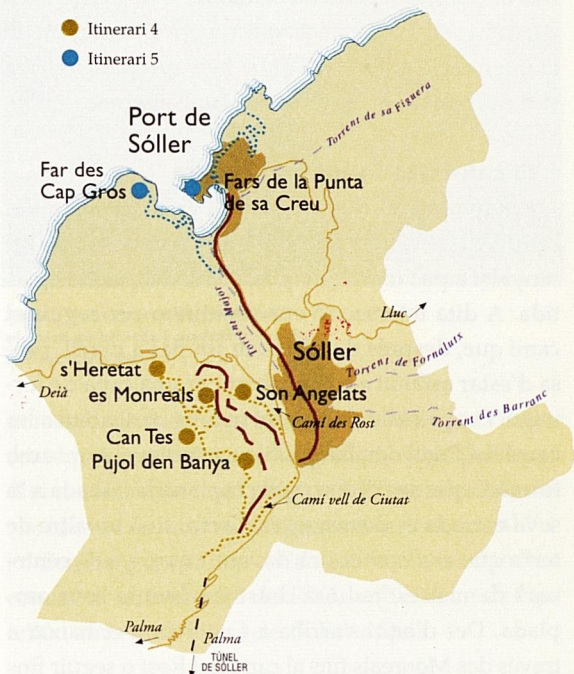 Itinerari 4
Itinerari 5
Port de
Sóller
Torrent de sa Figuera
Far des
Cap Gros
Fars de la Punta
de sa Creu
Torrent Major
Lluc
Sóller
Torrent de Fornalutx
s'Heretat
Deià
es Monreals
Son Angelats
Torrent des Barranc
Camí des Rost
Can Tes
Pujol den Banya
Camí vell de Ciutat
Palma
Palma
TÚNEL
DE SÓLLER